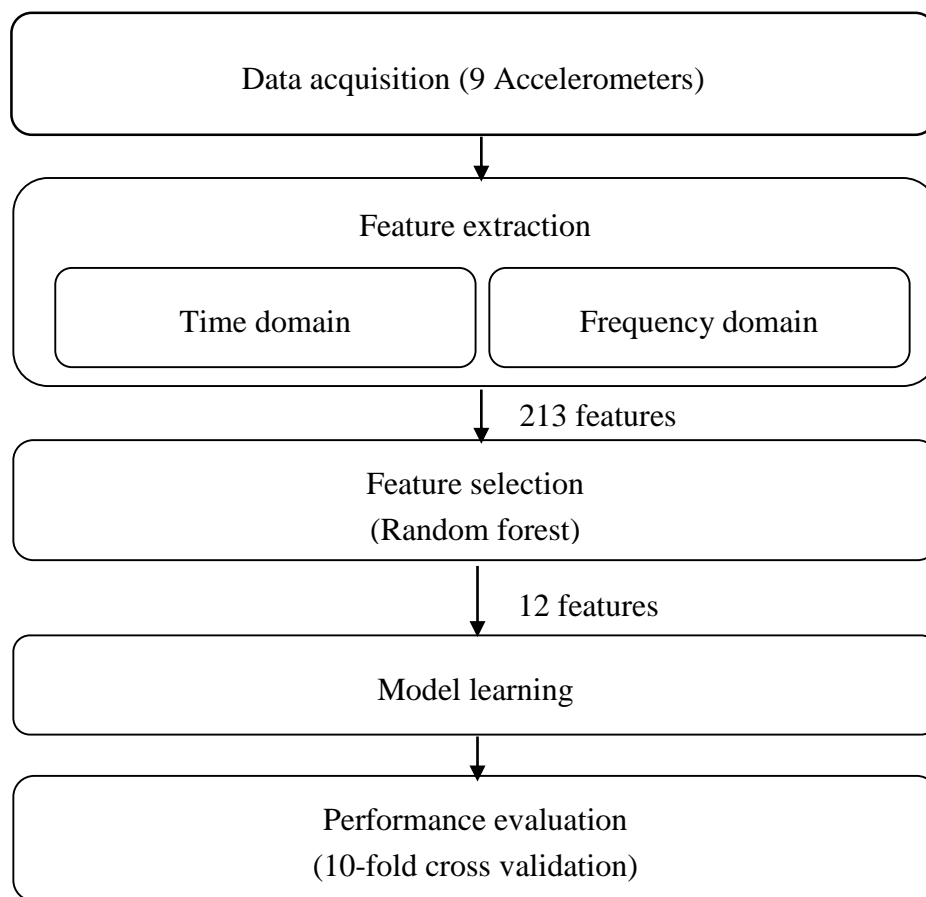 Data acquisition (9 Accelerometers)
Feature extraction
Time domain
Frequency domain
213 features
Feature selection
(Random forest)
12 features
Model learning
Performance evaluation
(10-fold cross validation)